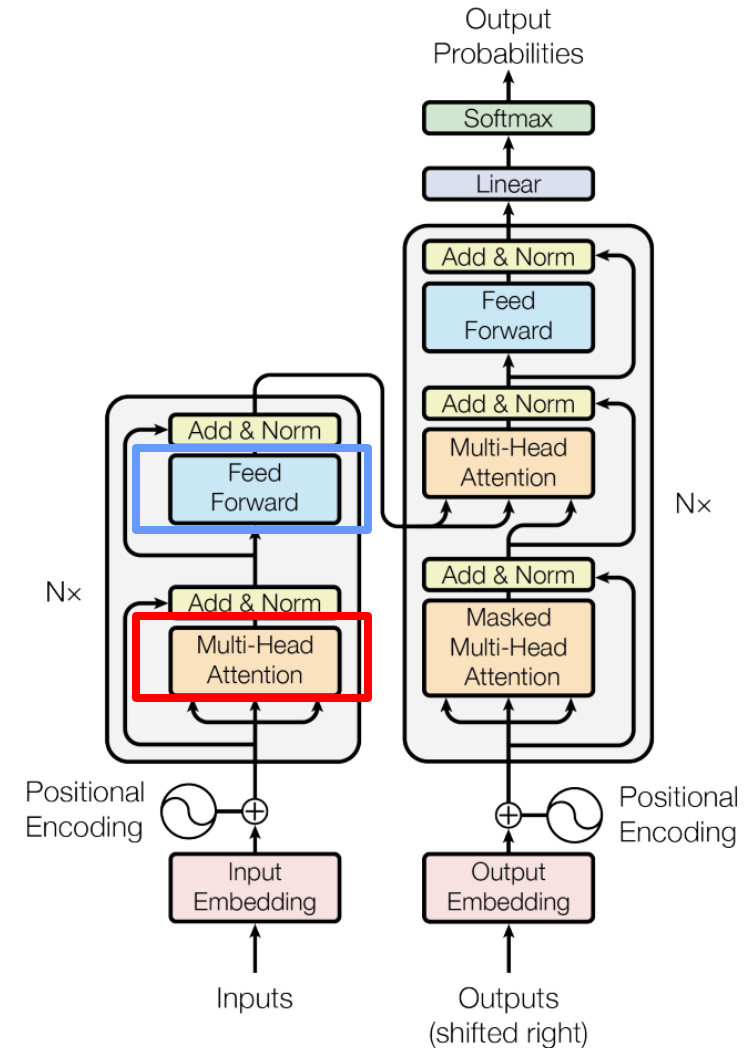 Output
Probabilities
Softmax
Linear
Add & Norm
Feed
Forward
Add & Norm
Multi-Head
Attention
Add & Norm
Masked
Multi-Head
Attention
N×
Add & Norm
Feed
Forward
Add & Norm
Multi-Head
Attention
N×
Positional
Encoding
Positional
Encoding
Input
Embedding
Output
Embedding
Inputs
Outputs
(shifted right)